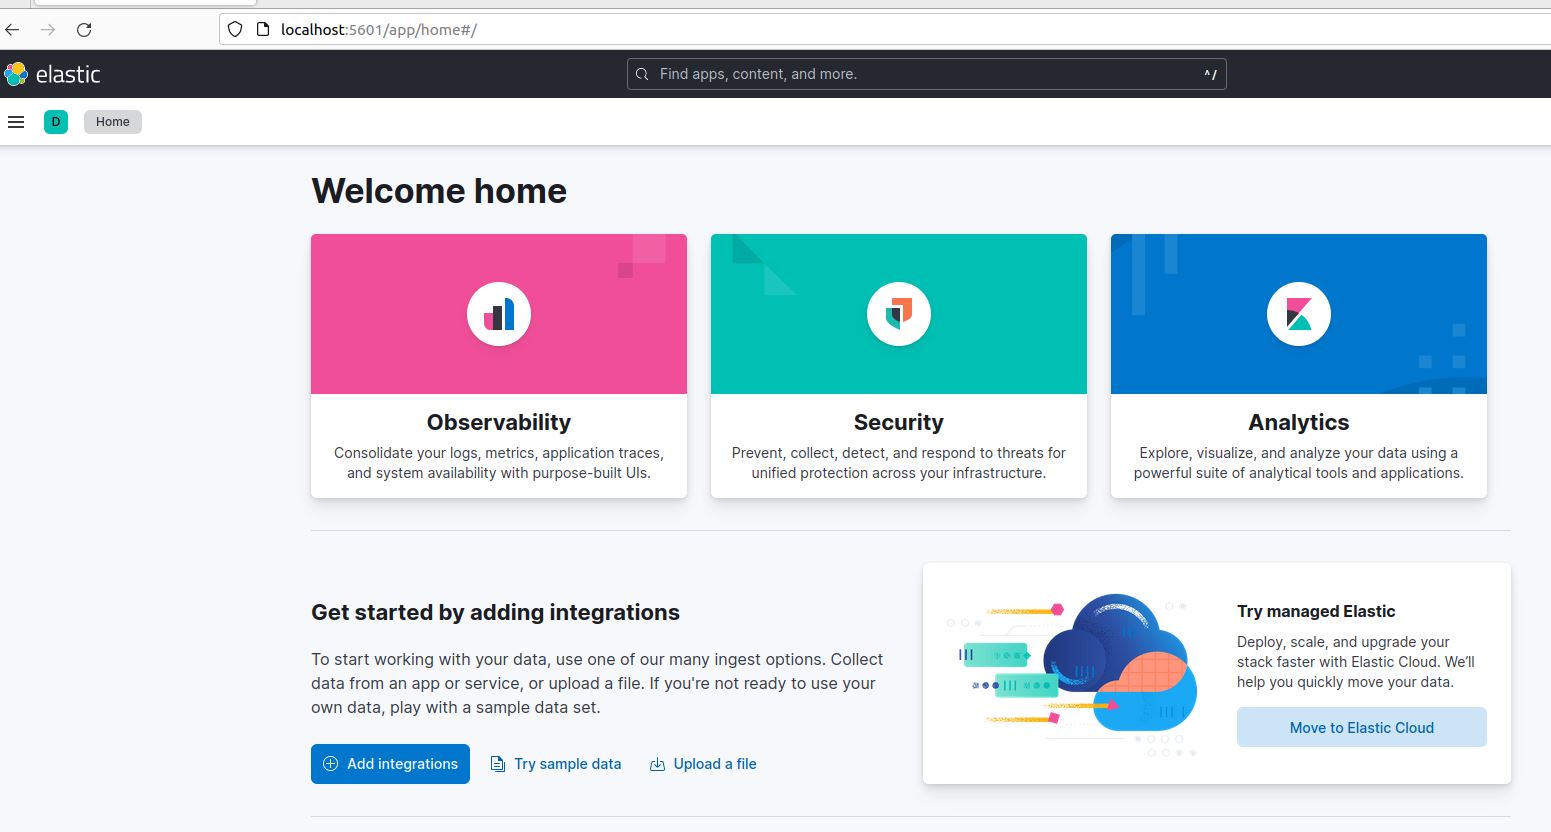 localhost:5601/app/home#/
elastic
Find apps, content, and more.
^/
D
Home
Welcome home
Observability
Consolidate your logs, metrics, application traces,
and system availability with purpose-built UIs.
Security
Prevent, collect, detect, and respond to threats for
unified protection across your infrastructure.
Analytics
Explore, visualize, and analyze your data using a
powerful suite of analytical tools and applications.
Get started by adding integrations
To start working with your data, use one of our many ingest options. Collect
data from an app or service, or upload a file. If you're not ready to use your
own data, play with a sample data set.
Add integrations
Try sample data
Upload a file
Try managed Elastic
Deploy, scale, and upgrade your
stack faster with Elastic Cloud. We’ll
help you quickly move your data.
Move to Elastic Cloud